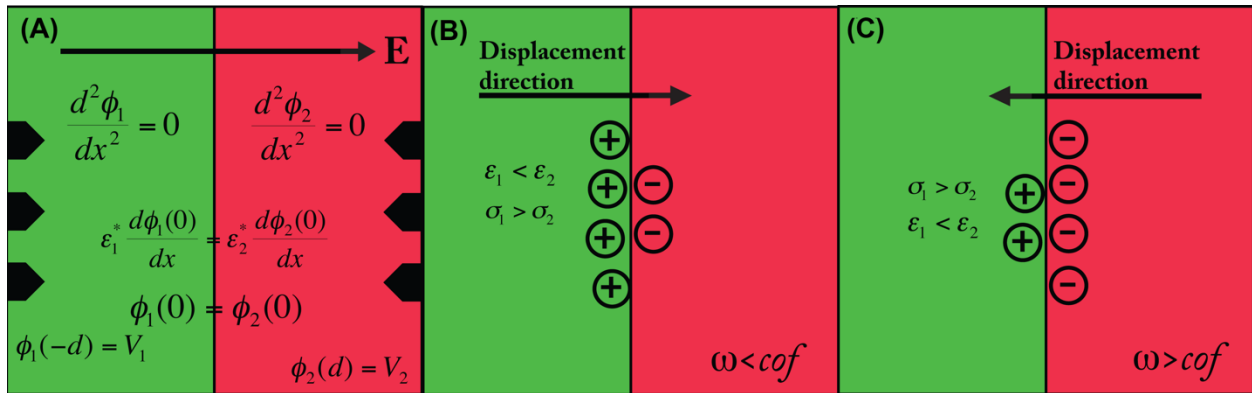 (A)
E
d²ϕ₁/dx² = 0
d²ϕ₂/dx² = 0
ε₁* dϕ₁(0)/dx = ε₂* dϕ₂(0)/dx
ϕ₁(0) = ϕ₂(0)
ϕ₁(−d) = V₁
ϕ₂(d) = V₂
(B)
Displacement
direction
ε₁ < ε₂
σ₁ > σ₂
+
+
+
+
−
−
ω<cof
(C)
Displacement
direction
σ₁ > σ₂
ε₁ < ε₂
+
+
−
−
−
−
ω>cof